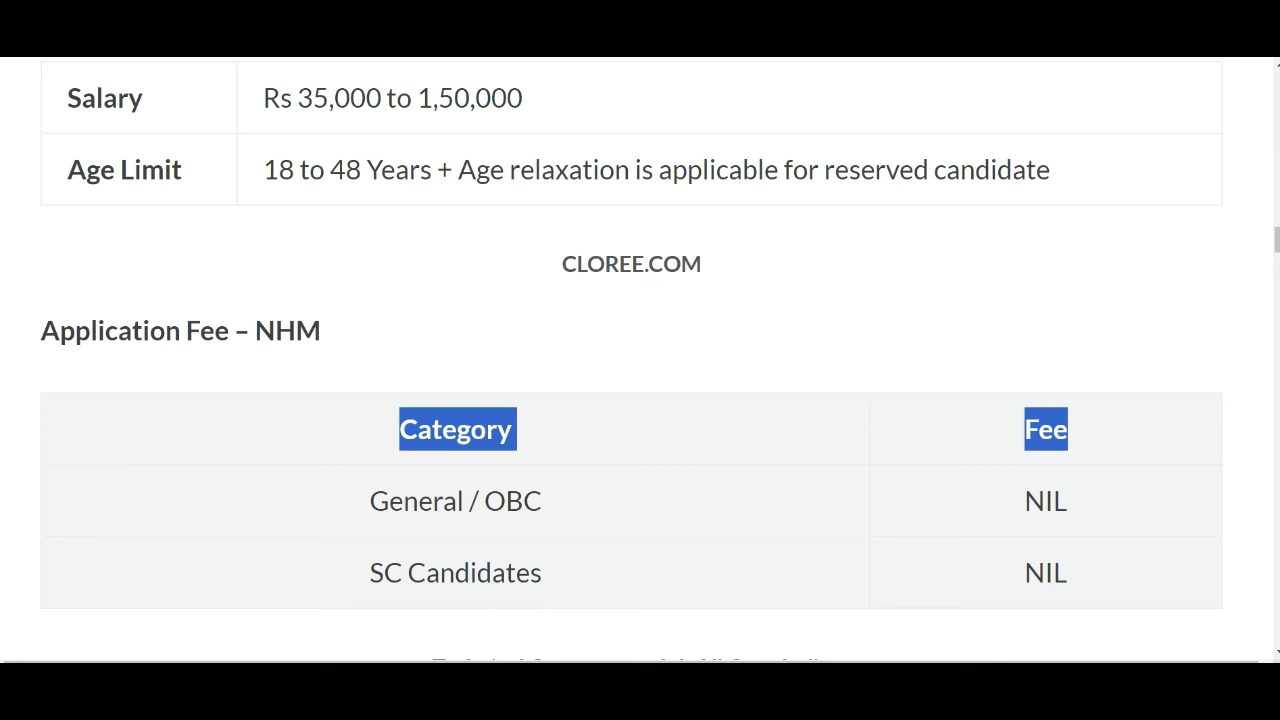 Salary Rs 35,000 to 1,50,000
Age Limit 18 to 48 Years + Age relaxation is applicable for reserved candidate
CLOREE.COM
Application Fee – NHM
Category Fee
General / OBC NIL
SC Candidates NIL